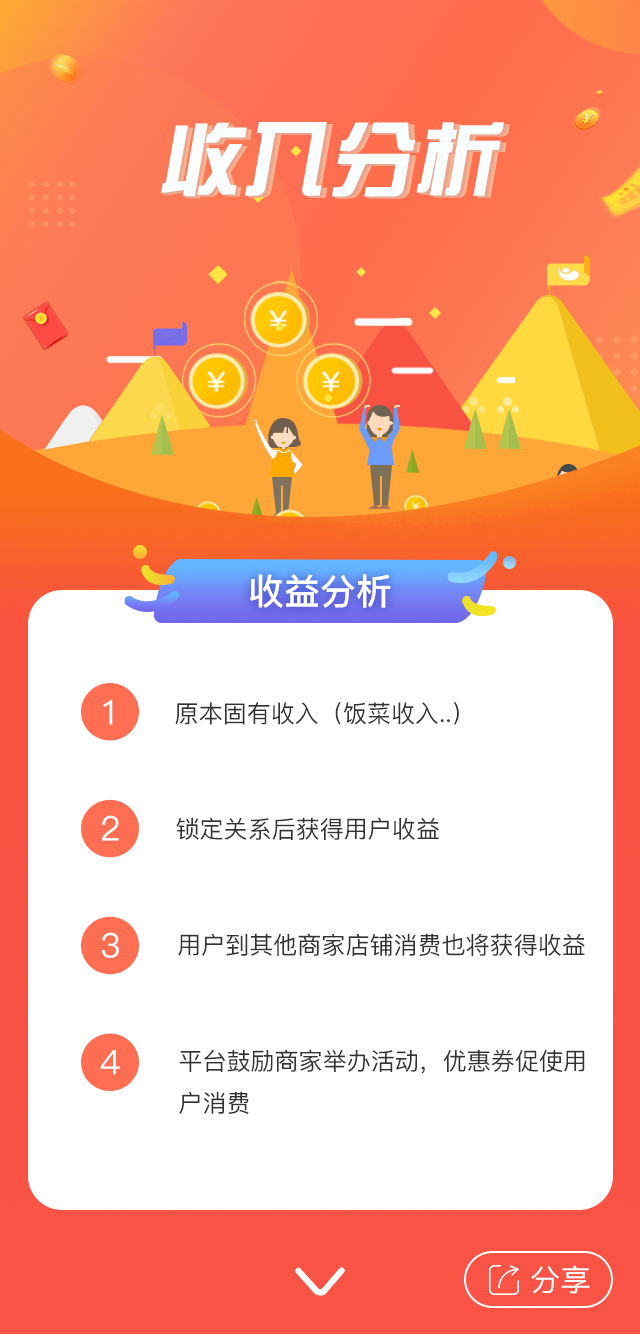 收入分析
¥
¥ ¥
¥
收益分析
1 原本固有收入（饭菜收入..）
2 锁定关系后获得用户收益
3 用户到其他商家店铺消费也将获得收益
4 平台鼓励商家举办活动，优惠券促使用
户消费
分享